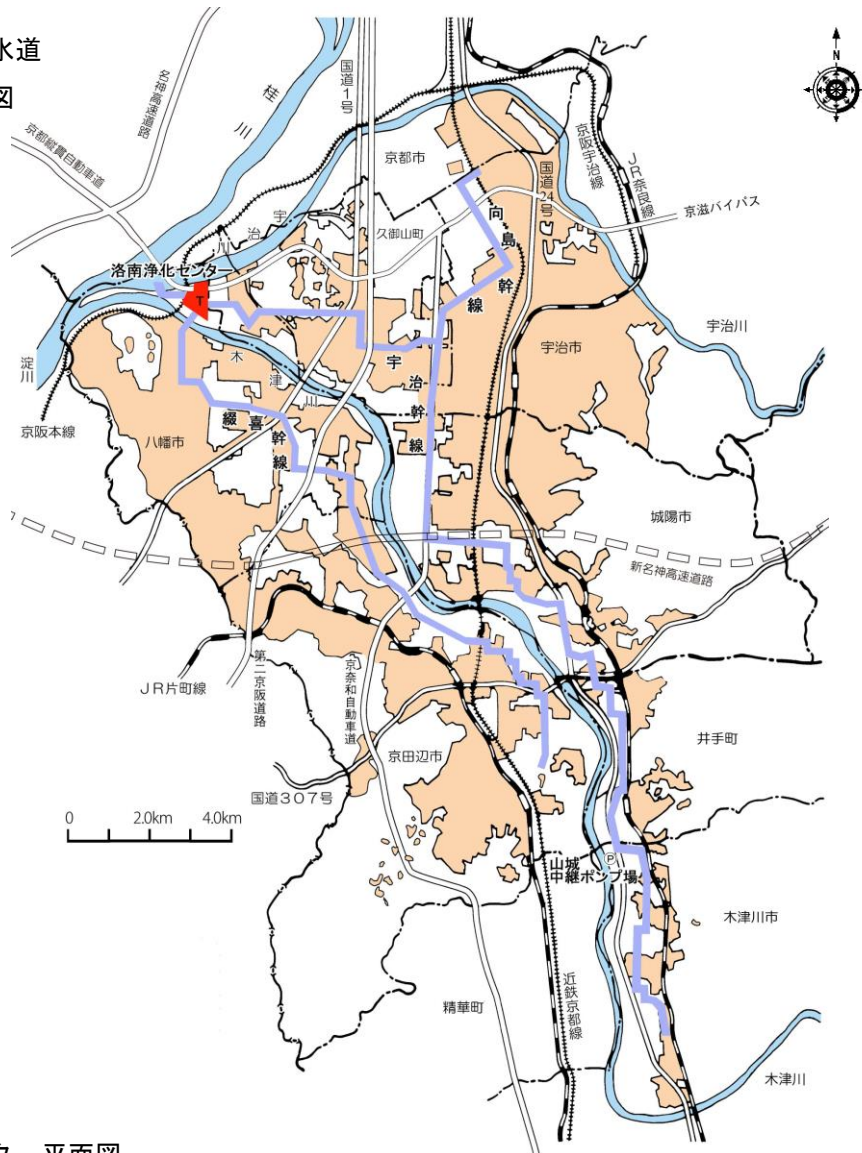 水道
図
N
名神高速道路
桂川
国道1号
京都縦貫自動車道
京都市
国道24号
京阪宇治線
JR奈良線
京滋バイパス
宇治川
久御山町
向島幹線
洛南浄化センター
T
宇治市
宇治川
木津川
宇治幹線
淀川
京阪本線
八幡市
綴喜幹線
城陽市
新名神高速道路
JR片町線
第二京阪道路
京奈和自動車道
井手町
京田辺市
国道307号
0 2.0km 4.0km
P
山城
中継ポンプ場
木津川市
精華町
近鉄京都線
木津川
平面図